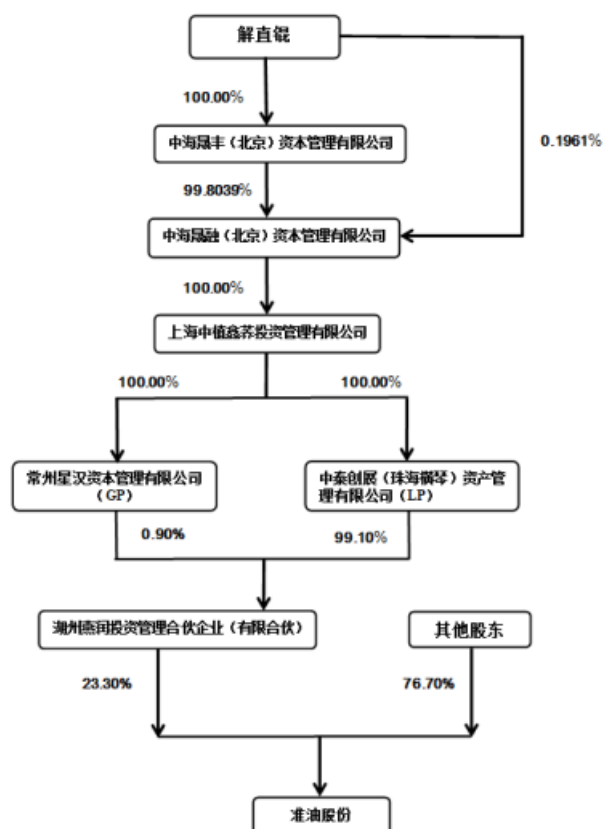 解直锟
100.00%
0.1961%
中海晟丰（北京）资本管理有限公司
99.8039%
中海晟融（北京）资本管理有限公司
100.00%
上海中植鑫荞投资管理有限公司
100.00%
100.00%
常州星汉资本管理有限公司
（GP）
中泰创展（珠海横琴）资产管
理有限公司（LP）
0.90%
99.10%
湖州燕润投资管理合伙企业（有限合伙）
其他股东
23.30%
76.70%
准油股份